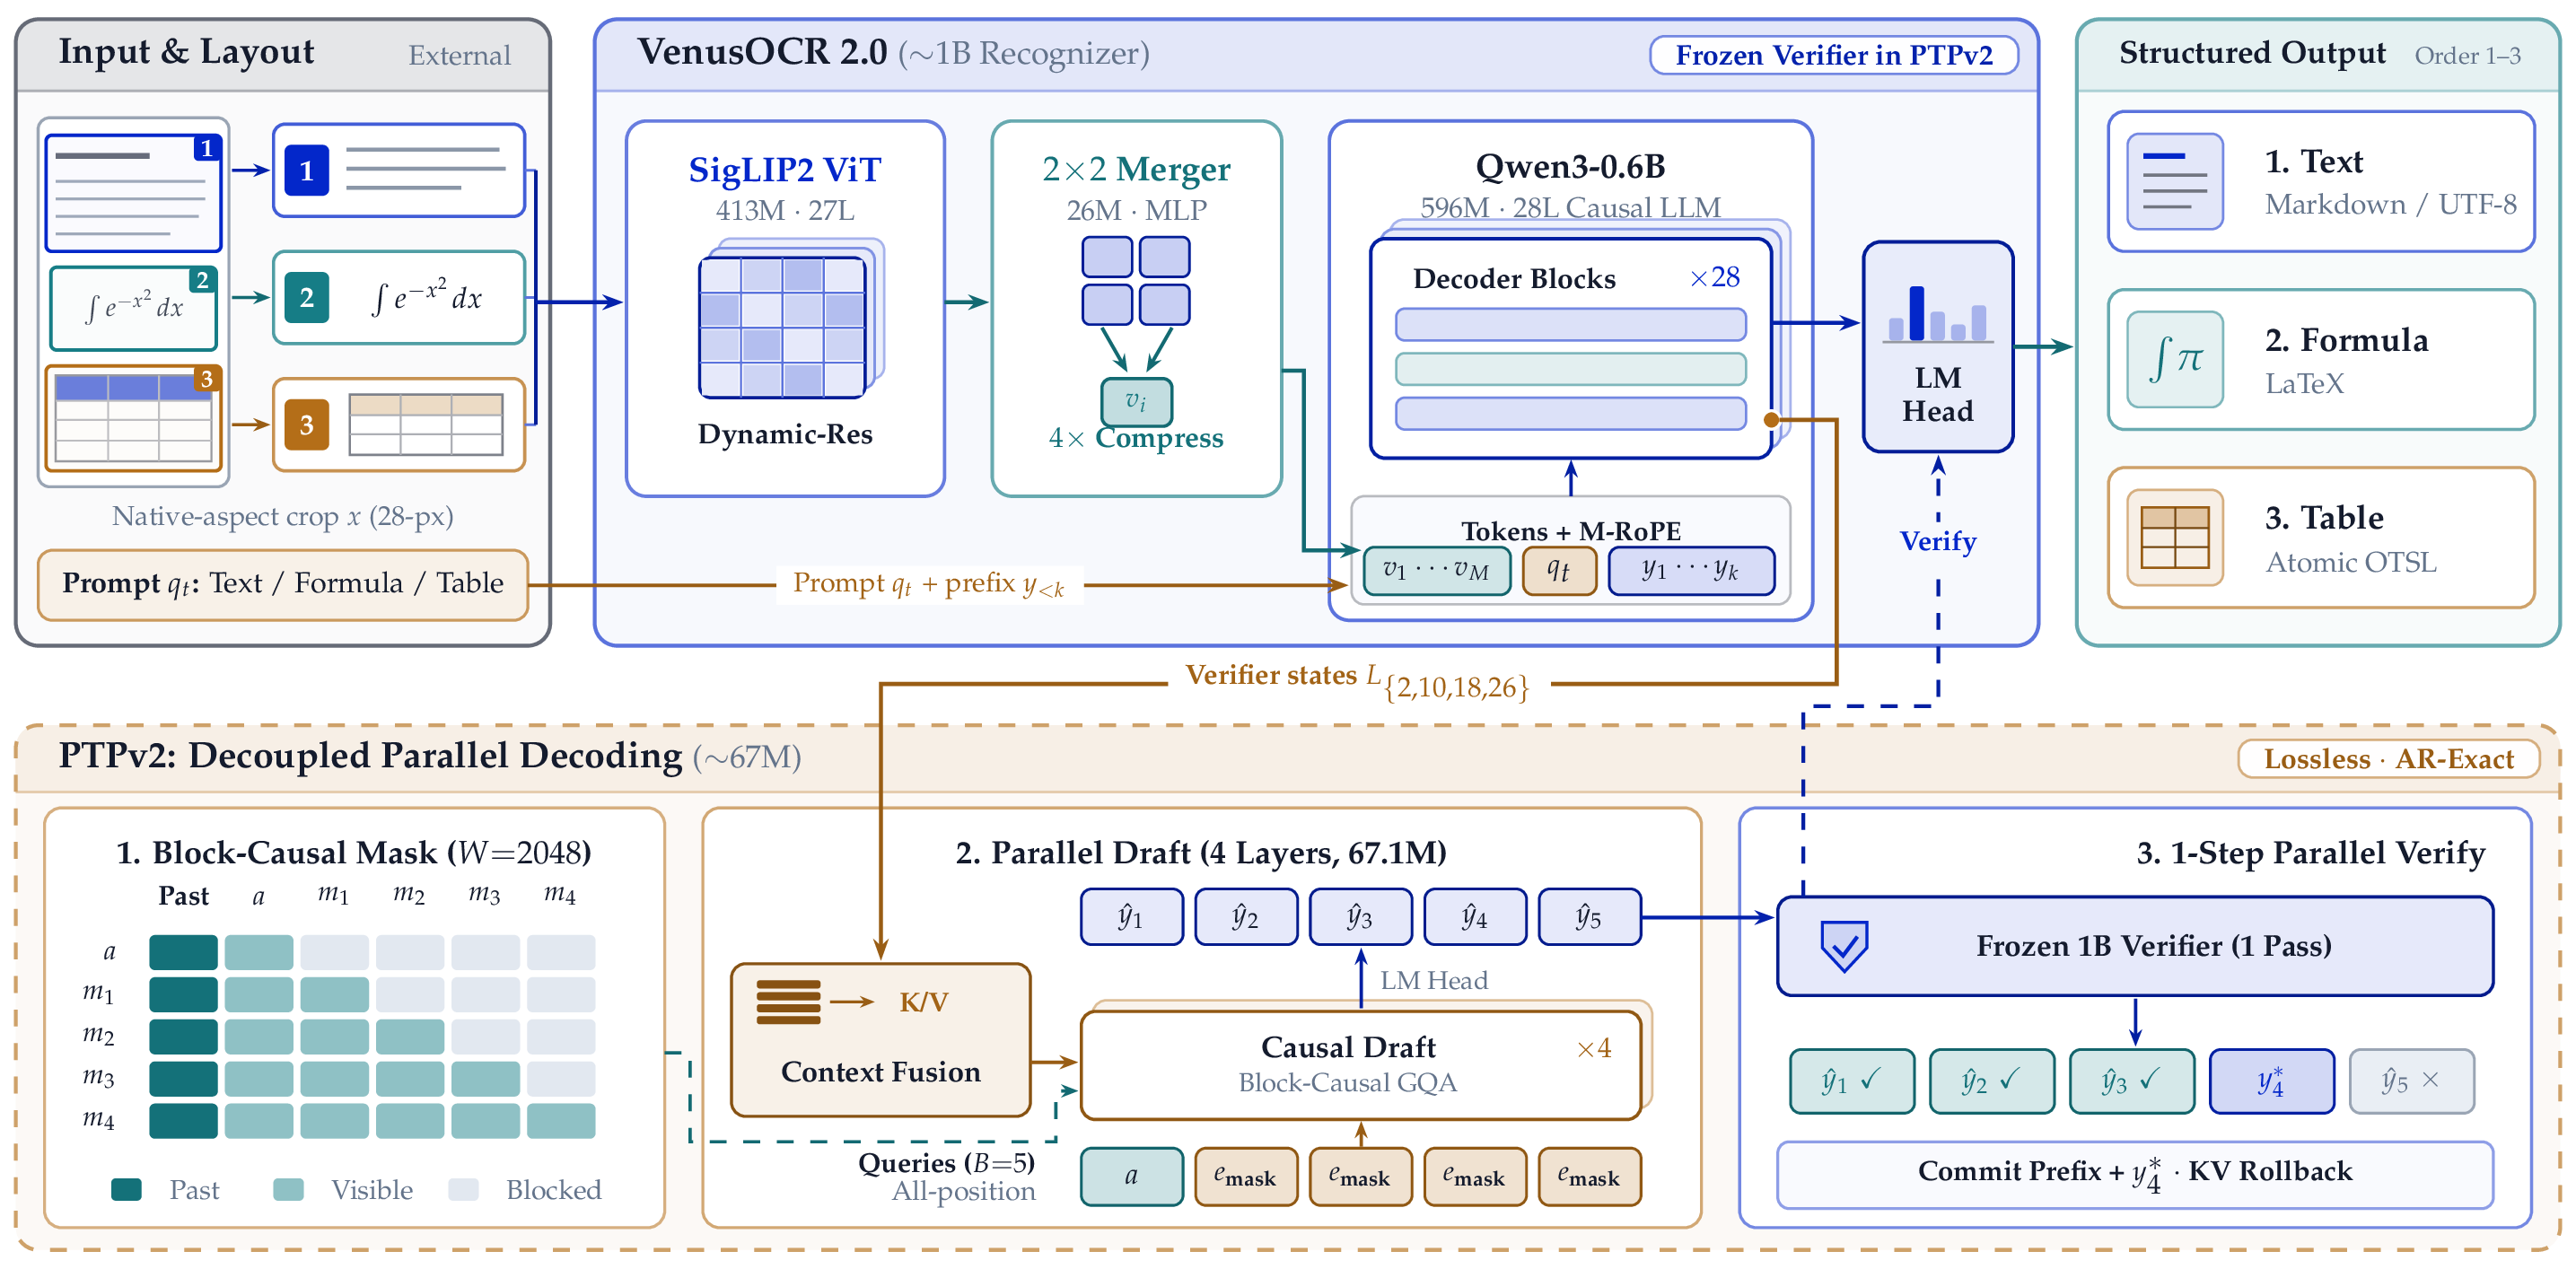 Input & Layout External
1
2
3
∫ e^{-x^2} dx
1
2 ∫ e^{-x^2} dx
3
Native-aspect crop x (28-px)
Prompt q_t: Text / Formula / Table
VenusOCR 2.0 (~1B Recognizer) Frozen Verifier in PTPv2
SigLIP2 ViT
413M · 27L
Dynamic-Res
2×2 Merger
26M · MLP
v_i
4× Compress
Qwen3-0.6B
596M · 28L Causal LLM
Decoder Blocks ×28
Tokens + M-RoPE
v_1 ··· v_M q_t y_1 ··· y_k
Prompt q_t + prefix y_{<k}
LM
Head
Verify
Structured Output Order 1–3
1. Text
Markdown / UTF-8
∫ π
2. Formula
LaTeX
3. Table
Atomic OTSL
Verifier states L_{2,10,18,26}
PTPv2: Decoupled Parallel Decoding (~67M) Lossless · AR-Exact
1. Block-Causal Mask (W=2048)
Past a m_1 m_2 m_3 m_4
a
m_1
m_2
m_3
m_4
Past Visible Blocked
2. Parallel Draft (4 Layers, 67.1M)
ŷ_1 ŷ_2 ŷ_3 ŷ_4 ŷ_5
LM Head
K/V
Context Fusion
Causal Draft ×4
Block-Causal GQA
Queries (B=5)
All-position
a e_mask e_mask e_mask e_mask
3. 1-Step Parallel Verify
Frozen 1B Verifier (1 Pass)
ŷ_1 ✓ ŷ_2 ✓ ŷ_3 ✓ y_4^* ŷ_5 ×
Commit Prefix + y_4^* · KV Rollback